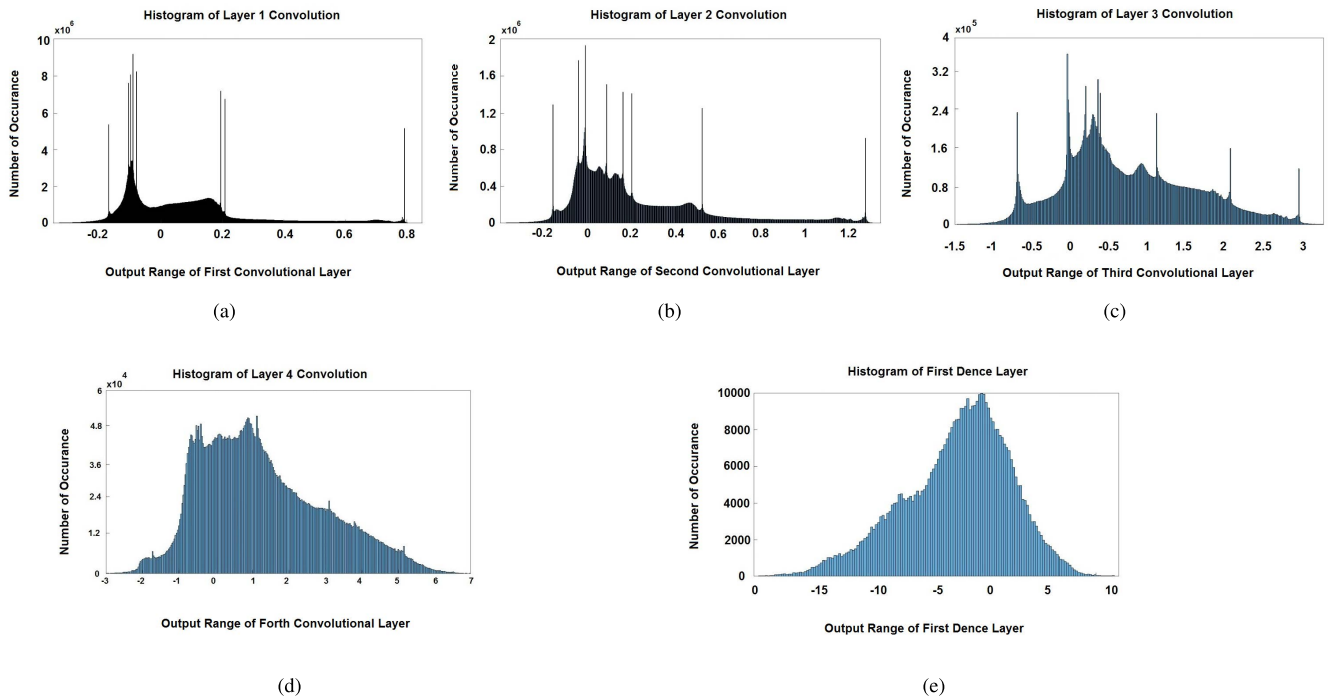 Histogram of Layer 1 Convolution
x10^6
10
8
6
4
2
0
-0.2 0 0.2 0.4 0.6 0.8
Number of Occurance
Output Range of First Convolutional Layer
(a)
Histogram of Layer 2 Convolution
x10^6
2
1.6
1.2
0.8
0.4
0
-0.2 0 0.2 0.4 0.6 0.8 1 1.2
Number of Occurance
Output Range of Second Convolutional Layer
(b)
Histogram of Layer 3 Convolution
x10^5
4
3.2
2.4
1.6
0.8
0
-1.5 -1 0 -0.5 1 1.5 2 2.5 3
Number of Occurance
Output Range of Third Convolutional Layer
(c)
Histogram of Layer 4 Convolution
x10^4
6
4.8
3.6
2.4
1.2
0
-3 -2 -1 0 1 2 3 4 5 6 7
Number of Occurance
Output Range of Forth Convolutional Layer
(d)
Histogram of First Dence Layer
10000
8000
6000
4000
2000
0
0 -15 -10 -5 0 5 10
Number of Occurance
Output Range of First Dence Layer
(e)